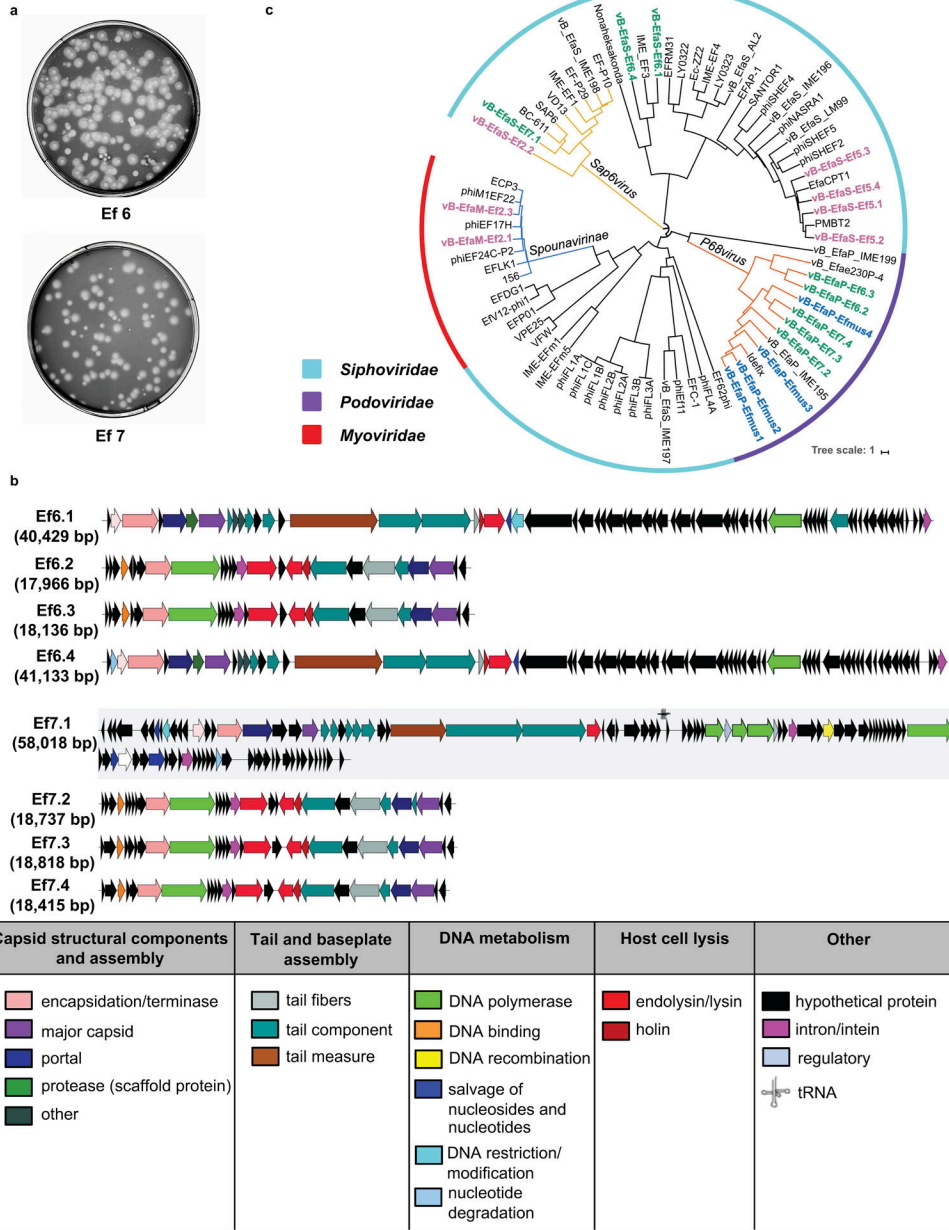 a
Ef 6
Ef 7
c
vB-EfaS-Ef2.2
vB-EfaS-Ef7.1
BC-611
SAP6
VD13
IME-EF1
EF-P29
vB_EfaS_IME198
EF-P10
Nonaheksakonda
vB-EfaS-Ef6.4
IME_EF3
vB-EfaS-Ef6.1
EFRM31
LY0322
Ec-ZZ2
IME-EF4
LY0323
vB_EfaS_AL2
EFAP-1
SANTOR1
phiSHEF4
vB_EfaS_IME196
phiNASRA1
vB_EfaS_LM99
phiSHEF5
phiSHEF2
vB-EfaS-Ef5.3
EfaCPT1
vB-EfaS-Ef5.4
vB-EfaS-Ef5.1
PMBT2
vB-EfaS-Ef5.2
vB_EfaP_IME199
vB_Efae230P-4
vB-EfaP-Ef6.3
vB-EfaP-Ef6.2
vB-EfaP-Efmus4
vB-EfaP-Ef7.4
vB-EfaP-Ef7.3
vB-EfaP-Ef7.2
vB_EfaP_IME195
vB-EfaP-Efmus3
Idefix
vB-EfaP-Efmus2
vB-EfaP-Efmus1
EF62phi
phiFL4A
EFC-1
phiEf11
vB_EfaS_IME197
phiFL3A
phiFL3B
phiFL2A
phiFL2B
phiFL1B
phiFL1C
phiFL1A
IME-EFm5
IME-EFm1
VFW
VPE25
EFP01
EfV12-phi1
EFDG1
156
EFLK1
phiEF24C-P2
vB-EfaM-Ef2.1
phiEF17H
vB-EfaM-Ef2.3
phiM1EF22
ECP3
Sap6virus
P68virus
Spounavirinae
Siphoviridae
Podoviridae
Myoviridae
Tree scale: 1
b
Ef6.1
(40,429 bp)
Ef6.2
(17,966 bp)
Ef6.3
(18,136 bp)
Ef6.4
(41,133 bp)
Ef7.1
(58,018 bp)
Ef7.2
(18,737 bp)
Ef7.3
(18,818 bp)
Ef7.4
(18,415 bp)
Capsid structural components
and assembly
encapsidation/terminase
major capsid
portal
protease (scaffold protein)
other
Tail and baseplate
assembly
tail fibers
tail component
tail measure
DNA metabolism
DNA polymerase
DNA binding
DNA recombination
salvage of
nucleosides and
nucleotides
DNA restriction/
modification
nucleotide
degradation
Host cell lysis
endolysin/lysin
holin
Other
hypothetical protein
intron/intein
regulatory
tRNA